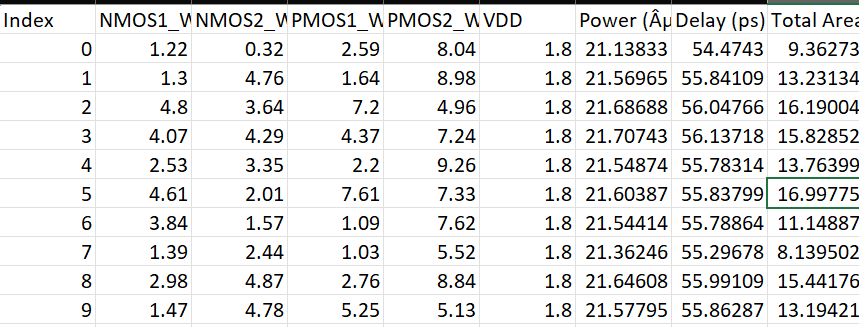 Index NMOS1_W NMOS2_W PMOS1_W PMOS2_W VDD Power (Âµ Delay (ps) Total Area
0 1.22 0.32 2.59 8.04 1.8 21.13833 54.4743 9.36273
1 1.3 4.76 1.64 8.98 1.8 21.56965 55.84109 13.23134
2 4.8 3.64 7.2 4.96 1.8 21.68688 56.04766 16.19004
3 4.07 4.29 4.37 7.24 1.8 21.70743 56.13718 15.82852
4 2.53 3.35 2.2 9.26 1.8 21.54874 55.78314 13.76399
5 4.61 2.01 7.61 7.33 1.8 21.60387 55.83799 16.99775
6 3.84 1.57 1.09 7.62 1.8 21.54414 55.78864 11.14887
7 1.39 2.44 1.03 5.52 1.8 21.36246 55.29678 8.139502
8 2.98 4.87 2.76 8.84 1.8 21.64608 55.99109 15.44176
9 1.47 4.78 5.25 5.13 1.8 21.57795 55.86287 13.19421